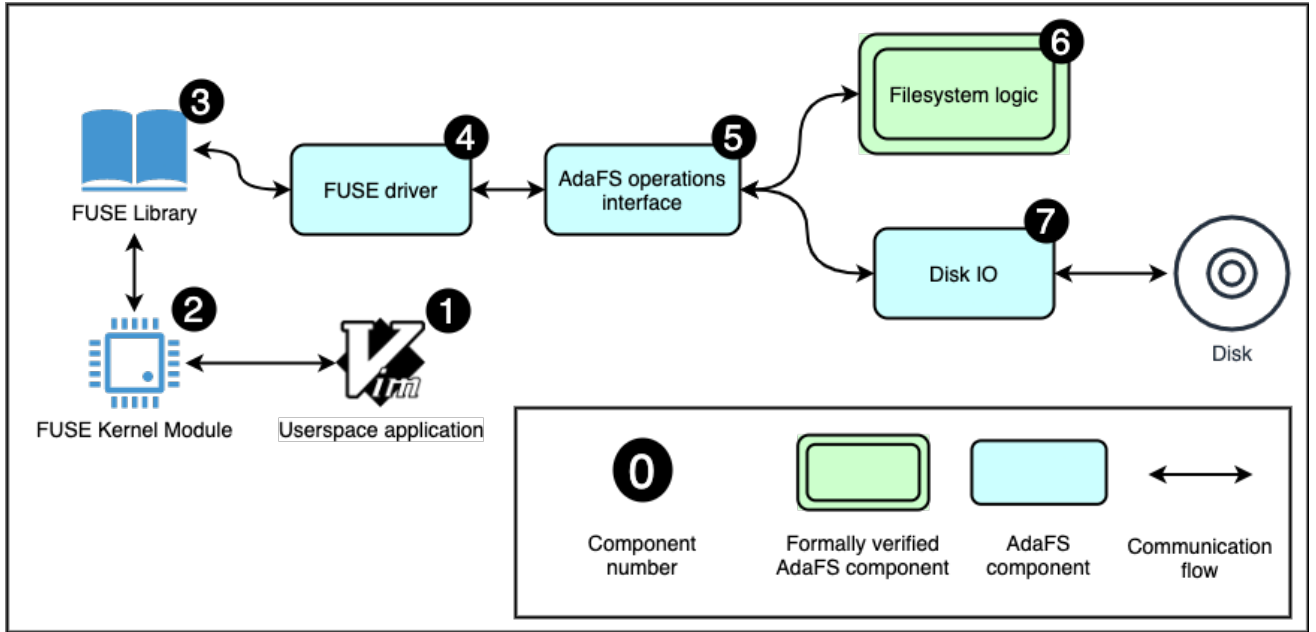 6
Filesystem logic
3
4
5
FUSE driver
AdaFS operations
interface
FUSE Library
7
Disk IO
2
1
Vim
Disk
FUSE Kernel Module
Userspace application
0
Component
number
Formally verified
AdaFS component
AdaFS
component
Communication
flow